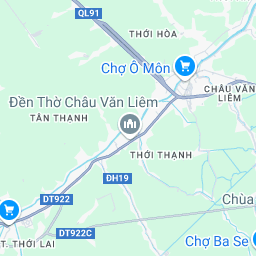 QL91
THỚI HÒA
Chợ Ô Môn
CHÂU VĂN
LIÊM
Đền Thờ Châu Văn Liêm
TÂN THẠNH
THỚI THẠNH
ĐH19
DT922
Chùa
DT922C
T. THỚI LAI
Chợ Ba Se